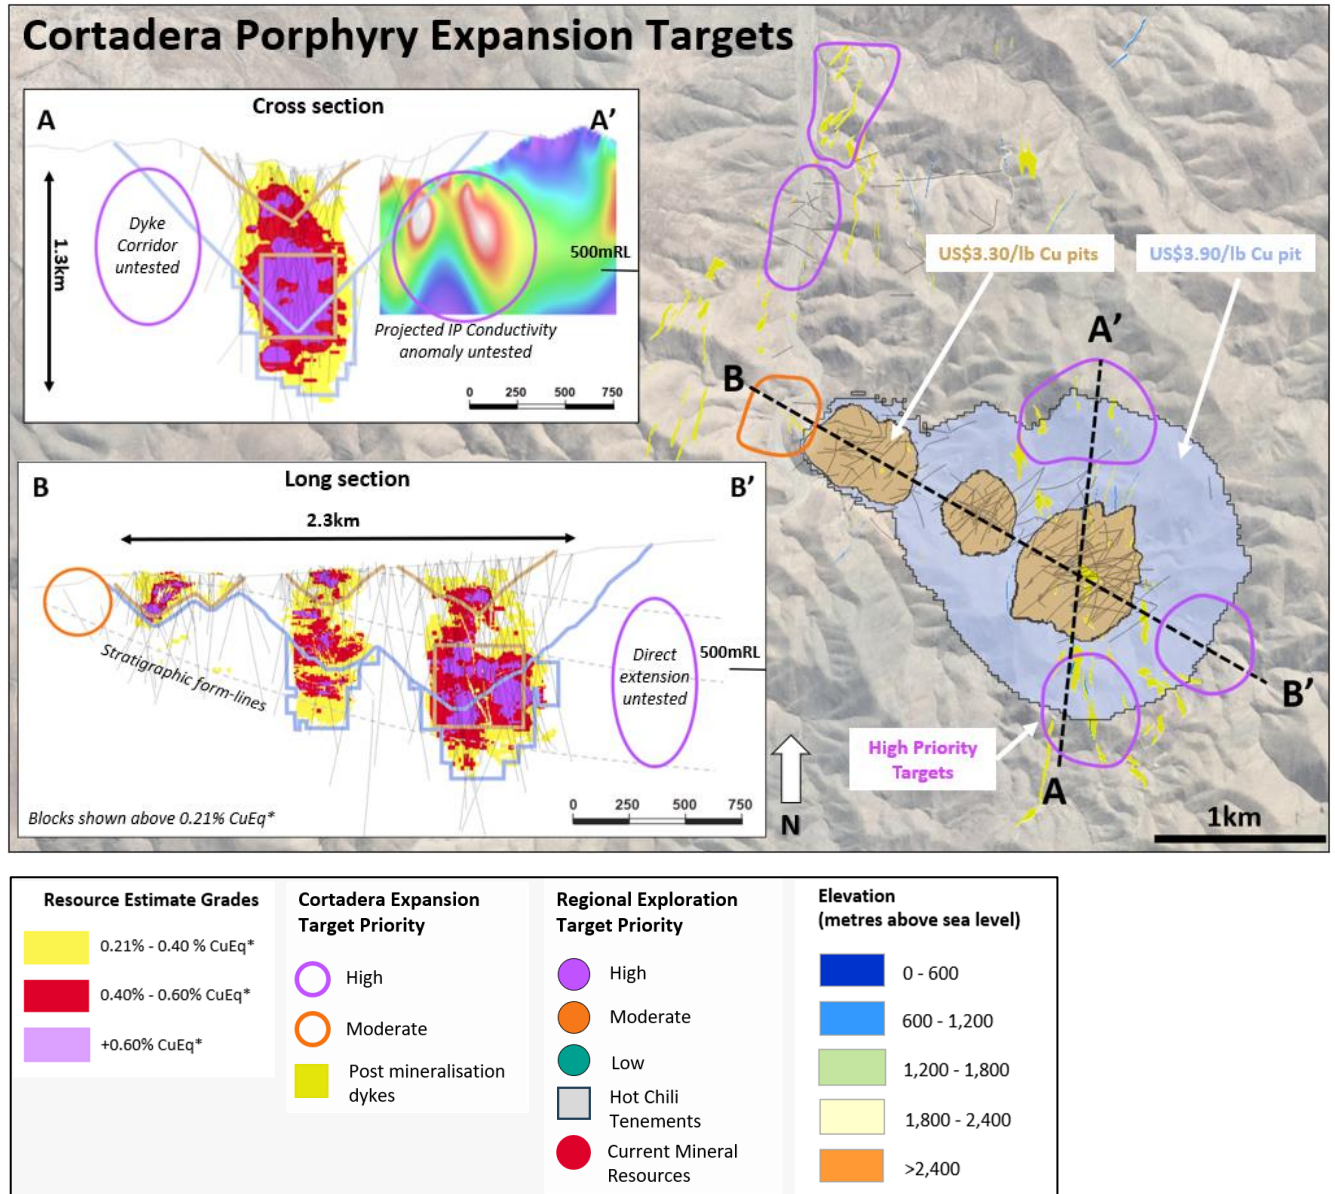 Cortadera Porphyry Expansion Targets
A
Cross section
A'
Dyke
Corridor
untested
1.3km
500mRL
Projected IP Conductivity
anomaly untested
0 250 500 750
B
Long section
B'
2.3km
Stratigraphic form-lines
Direct
extension
untested
500mRL
Blocks shown above 0.21% CuEq*
0 250 500 750
US$3.30/lb Cu pits
US$3.90/lb Cu pit
A'
B
B'
High Priority
Targets
A
N
1km
Resource Estimate Grades
0.21% - 0.40 % CuEq*
0.40% - 0.60% CuEq*
+0.60% CuEq*
Cortadera Expansion
Target Priority
High
Moderate
Post mineralisation
dykes
Regional Exploration
Target Priority
High
Moderate
Low
Hot Chili
Tenements
Current Mineral
Resources
Elevation
(metres above sea level)
0 - 600
600 - 1,200
1,200 - 1,800
1,800 - 2,400
>2,400